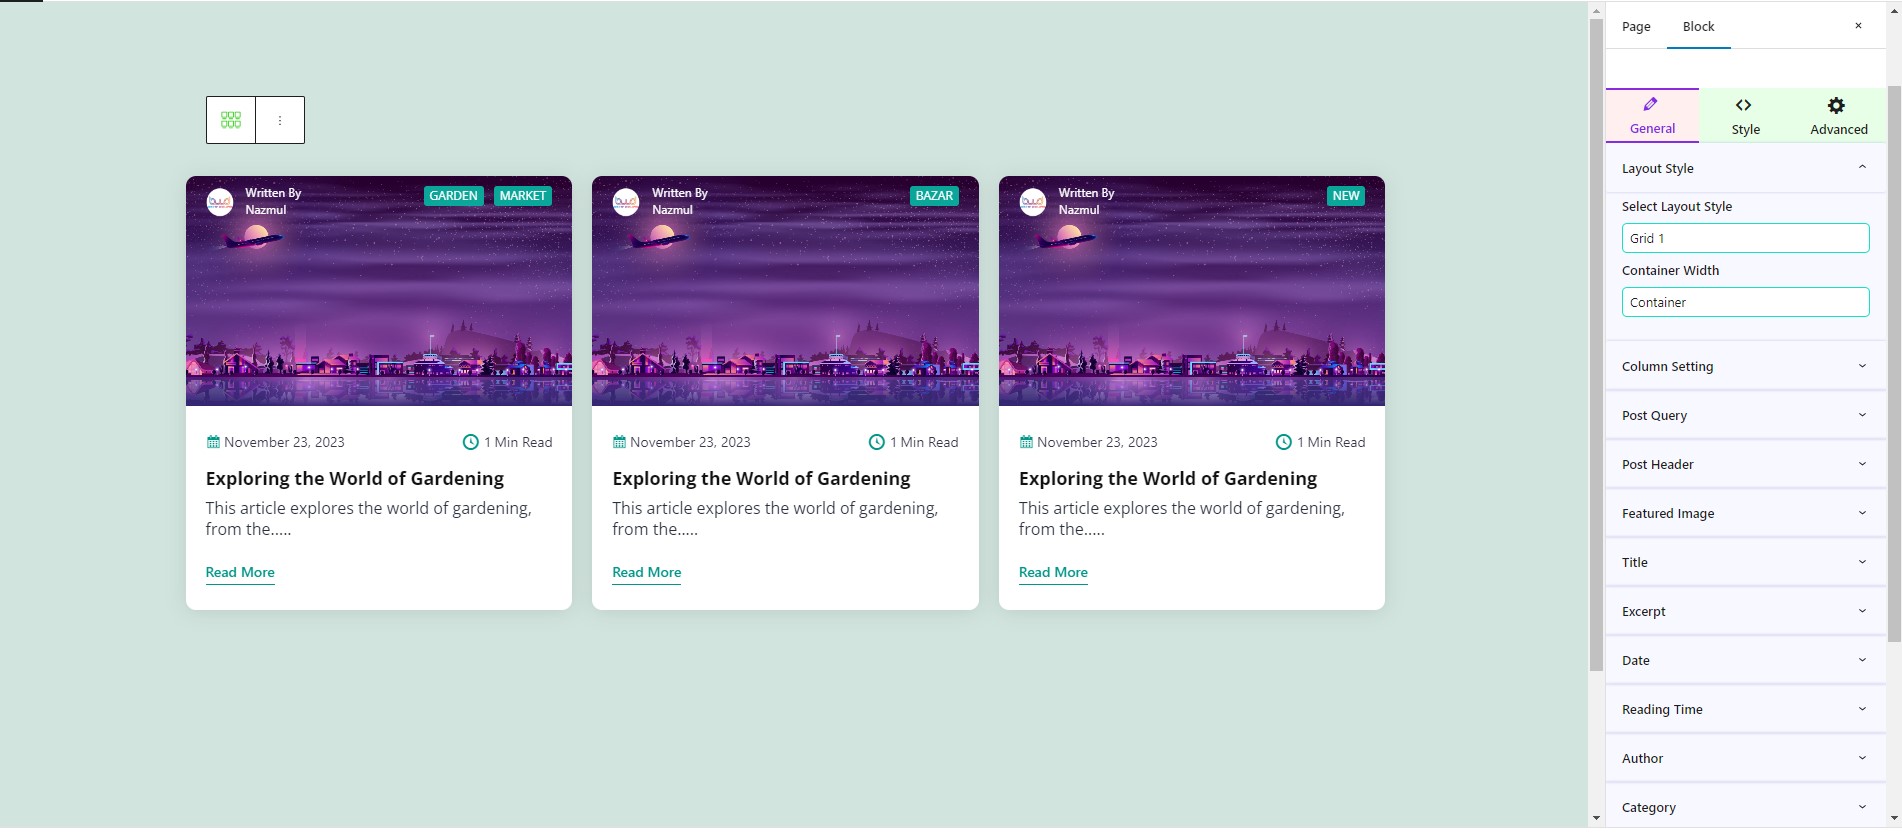 Page
Block
General
Style
Advanced
Layout Style
Select Layout Style
Grid 1
Container Width
Container
Column Setting
Post Query
Post Header
Featured Image
Title
Excerpt
Date
Reading Time
Author
Category
Written By
Nazmul
GARDEN
MARKET
November 23, 2023
1 Min Read
Exploring the World of Gardening
This article explores the world of gardening,
from the.....
Read More
Written By
Nazmul
BAZAR
November 23, 2023
1 Min Read
Exploring the World of Gardening
This article explores the world of gardening,
from the.....
Read More
Written By
Nazmul
NEW
November 23, 2023
1 Min Read
Exploring the World of Gardening
This article explores the world of gardening,
from the.....
Read More